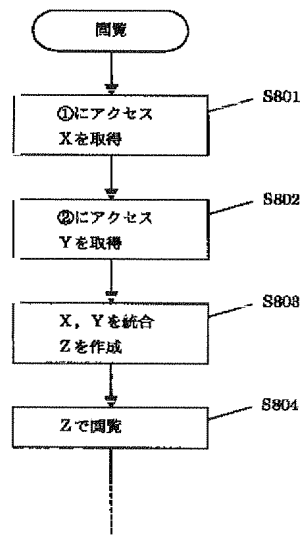 閲覧
S801
①にアクセス
Xを取得
S802
②にアクセス
Yを取得
S803
X,Yを統合
Zを作成
S804
Zで閲覧